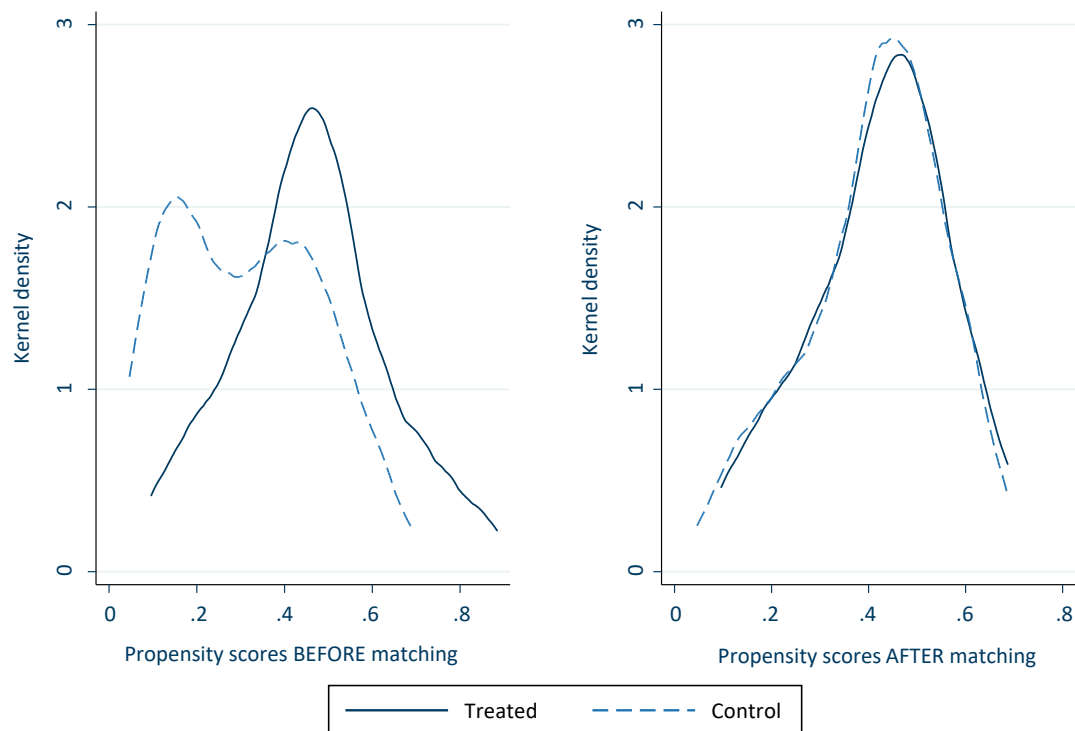 3
2
1
0
Kernel density
0 .2 .4 .6 .8
Propensity scores BEFORE matching
3
2
1
0
Kernel density
0 .2 .4 .6 .8
Propensity scores AFTER matching
Treated Control